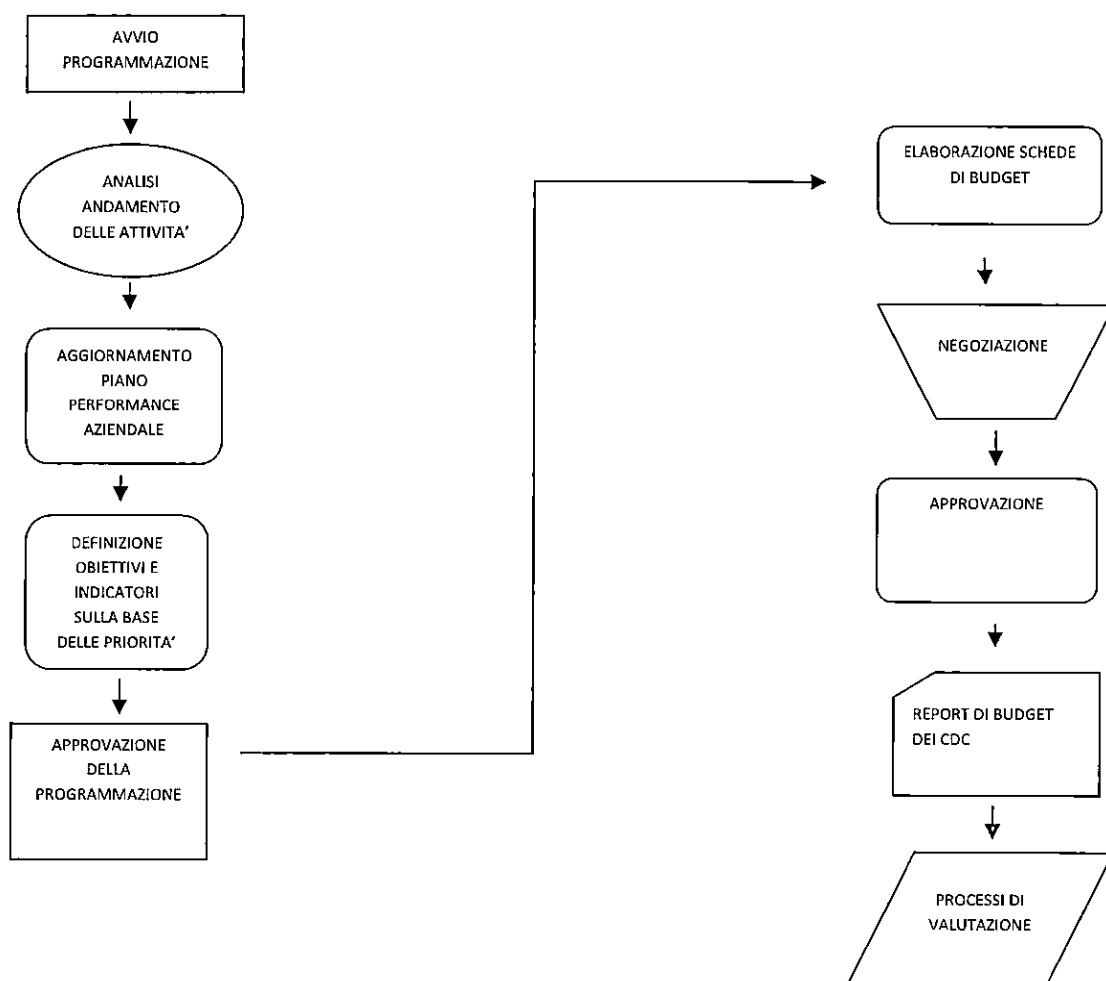 AVVIO
PROGRAMMAZIONE
ANALISI
ANDAMENTO
DELLE ATTIVITA’
AGGIORNAMENTO
PIANO
PERFORMANCE
AZIENDALE
DEFINIZIONE
OBIETTIVI E
INDICATORI
SULLA BASE
DELLE PRIORITA’
APPROVAZIONE
DELLA
PROGRAMMAZIONE
ELABORAZIONE SCHEDE
DI BUDGET
NEGOZIAZIONE
APPROVAZIONE
REPORT DI BUDGET
DEI CDC
PROCESSI DI
VALUTAZIONE